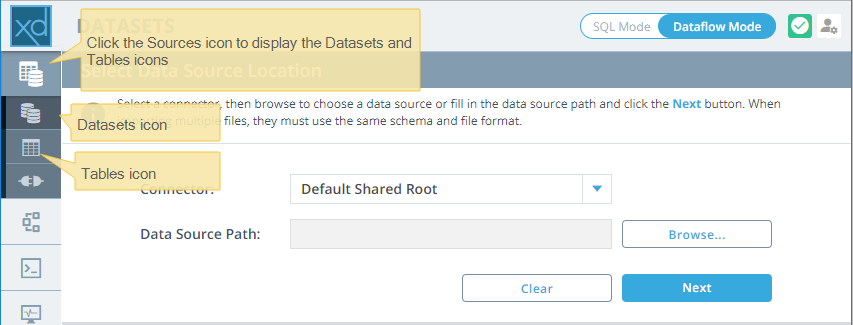 xd
DATASETS
SQL Mode
Dataflow Mode
Click the Sources icon to display the Datasets and
Tables icons
Select Data Source Location
Select a connector, then browse to choose a data source or fill in the data source path and click the Next button. When
multiple files, they must use the same schema and file format.
Datasets icon
Tables icon
Connector:
Default Shared Root
Data Source Path:
Browse...
Clear
Next